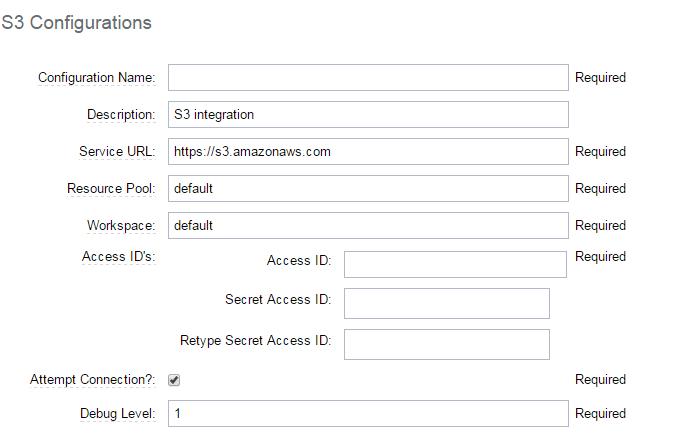 S3 Configurations
Configuration Name: Required
Description: S3 integration
Service URL: https://s3.amazonaws.com Required
Resource Pool: default Required
Workspace: default Required
Access ID's: Access ID: Required
Secret Access ID:
Retype Secret Access ID:
Attempt Connection?: Required
Debug Level: 1 Required